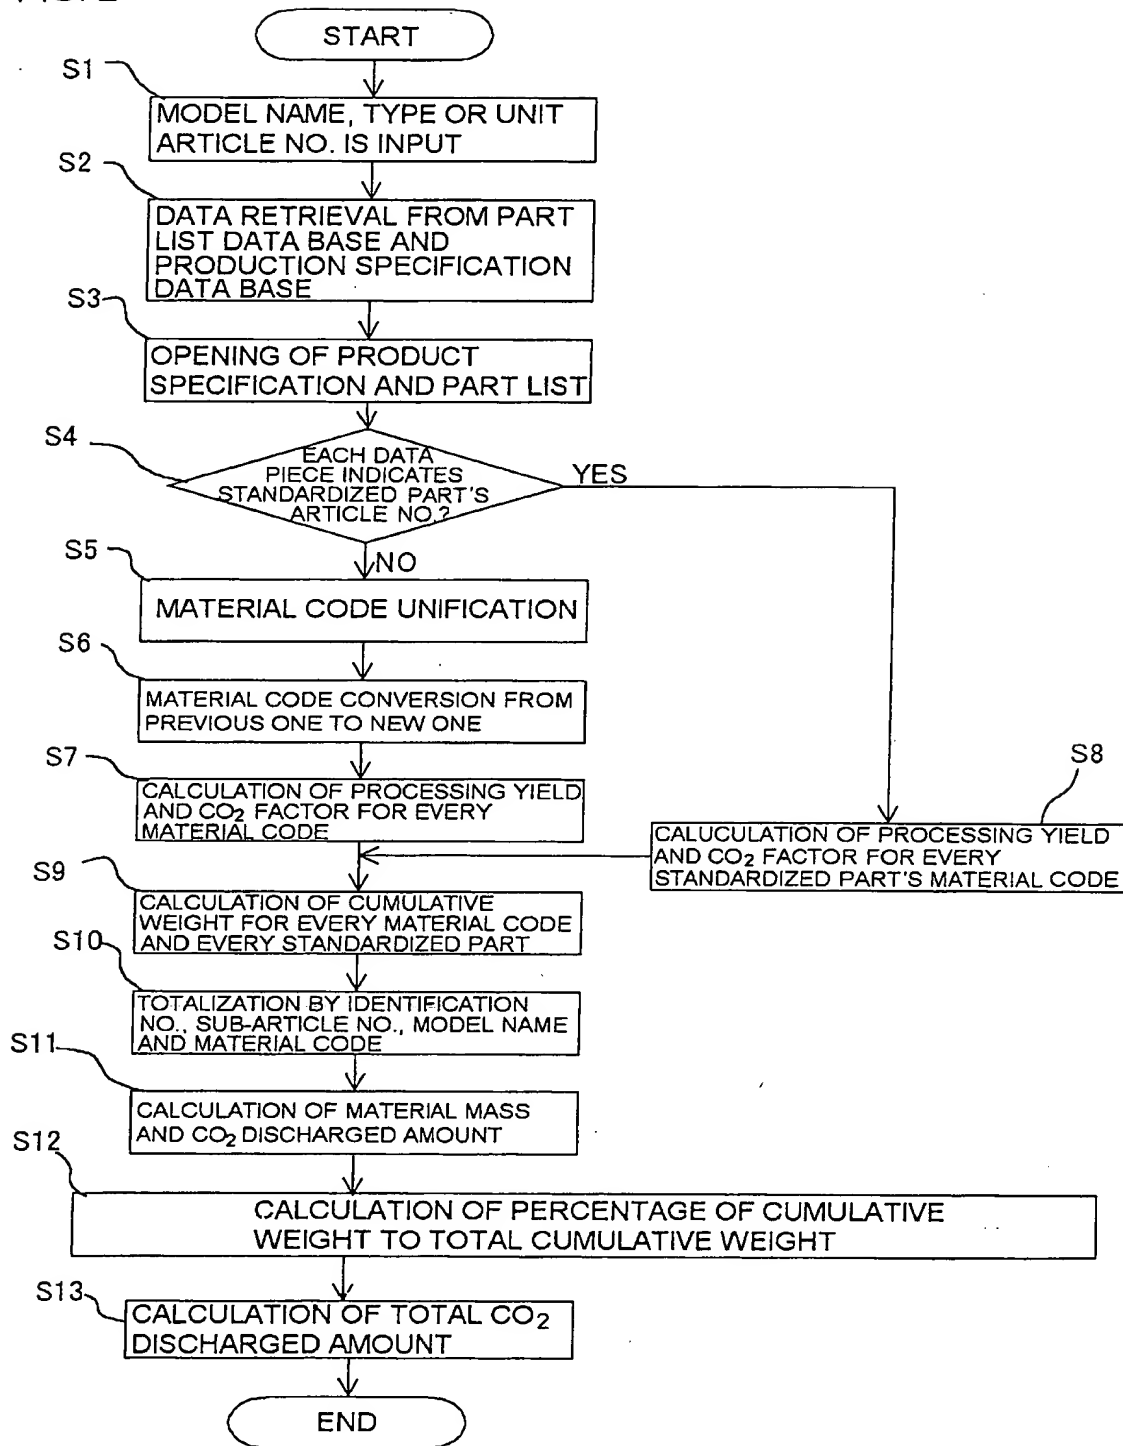 START
S1
MODEL NAME, TYPE OR UNIT
ARTICLE NO. IS INPUT
S2
DATA RETRIEVAL FROM PART
LIST DATA BASE AND
PRODUCTION SPECIFICATION
DATA BASE
S3
OPENING OF PRODUCT
SPECIFICATION AND PART LIST
S4
EACH DATA
PIECE INDICATES
STANDARDIZED PART'S
ARTICLE NO.?
YES
NO
S5
MATERIAL CODE UNIFICATION
S6
MATERIAL CODE CONVERSION FROM
PREVIOUS ONE TO NEW ONE
S7
CALCULATION OF PROCESSING YIELD
AND CO2 FACTOR FOR EVERY
MATERIAL CODE
S8
CALUCULATION OF PROCESSING YIELD
AND CO2 FACTOR FOR EVERY
STANDARDIZED PART'S MATERIAL CODE
S9
CALCULATION OF CUMULATIVE
WEIGHT FOR EVERY MATERIAL CODE
AND EVERY STANDARDIZED PART
S10
TOTALIZATION BY IDENTIFICATION
NO., SUB-ARTICLE NO., MODEL NAME
AND MATERIAL CODE
S11
CALCULATION OF MATERIAL MASS
AND CO2 DISCHARGED AMOUNT
S12
CALCULATION OF PERCENTAGE OF CUMULATIVE
WEIGHT TO TOTAL CUMULATIVE WEIGHT
S13
CALCULATION OF TOTAL CO2
DISCHARGED AMOUNT
END